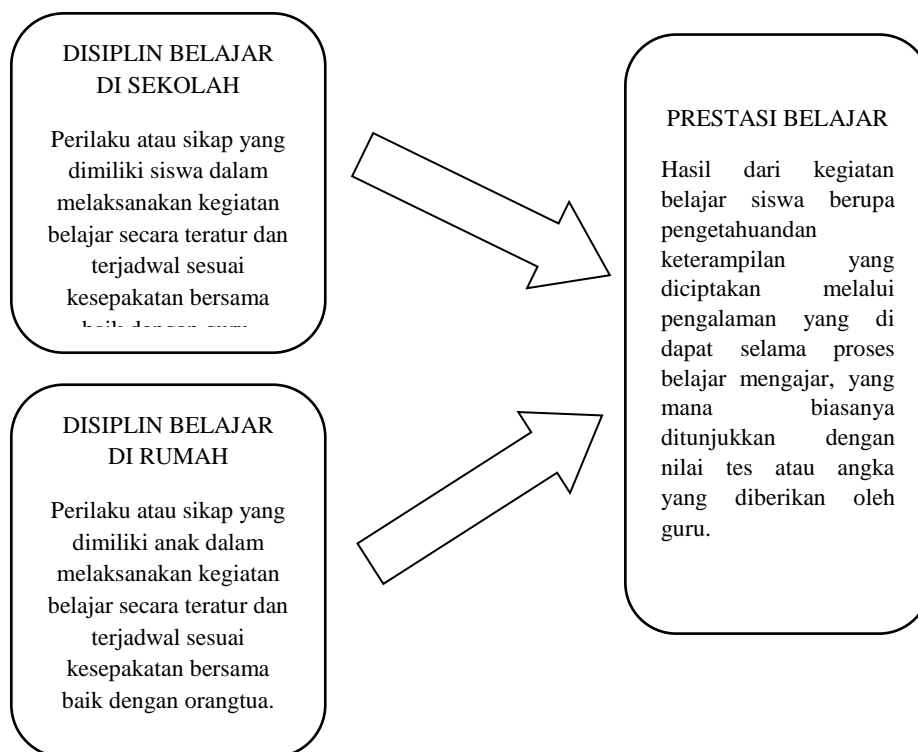 DISIPLIN BELAJAR
DI SEKOLAH
Perilaku atau sikap yang
dimiliki siswa dalam
melaksanakan kegiatan
belajar secara teratur dan
terjadwal sesuai
kesepakatan bersama
baik dengan guru
DISIPLIN BELAJAR
DI RUMAH
Perilaku atau sikap yang
dimiliki anak dalam
melaksanakan kegiatan
belajar secara teratur dan
terjadwal sesuai
kesepakatan bersama
baik dengan orangtua.
PRESTASI BELAJAR
Hasil dari kegiatan
belajar siswa berupa
pengetahuandan
keterampilan yang
diciptakan melalui
pengalaman yang di
dapat selama proses
belajar mengajar, yang
mana biasanya
ditunjukkan dengan
nilai tes atau angka
yang diberikan oleh
guru.